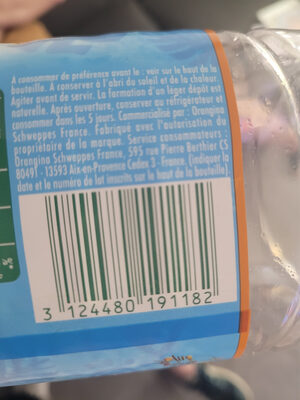 A consommer de préférence avant le : voir sur le haut de la
bouteille. A conserver à l'abri du soleil et de la chaleur.
Agiter avant de servir. La formation d'un léger dépôt est
naturelle. Après ouverture, conserver au réfrigérateur et
consommer dans les 5 jours. Commercialisé par : Orangina
Schweppes France. Fabriqué avec l'autorisation du
propriétaire de la marque. Service consommateurs :
Orangina Schweppes France, 595 rue Pierre Berthier CS
80491 - 13593 Aix-en-Provence Cedex 3 - France. (indiquer la
date et le numéro de lot inscrits sur le haut de la bouteille).
3 124480 191182